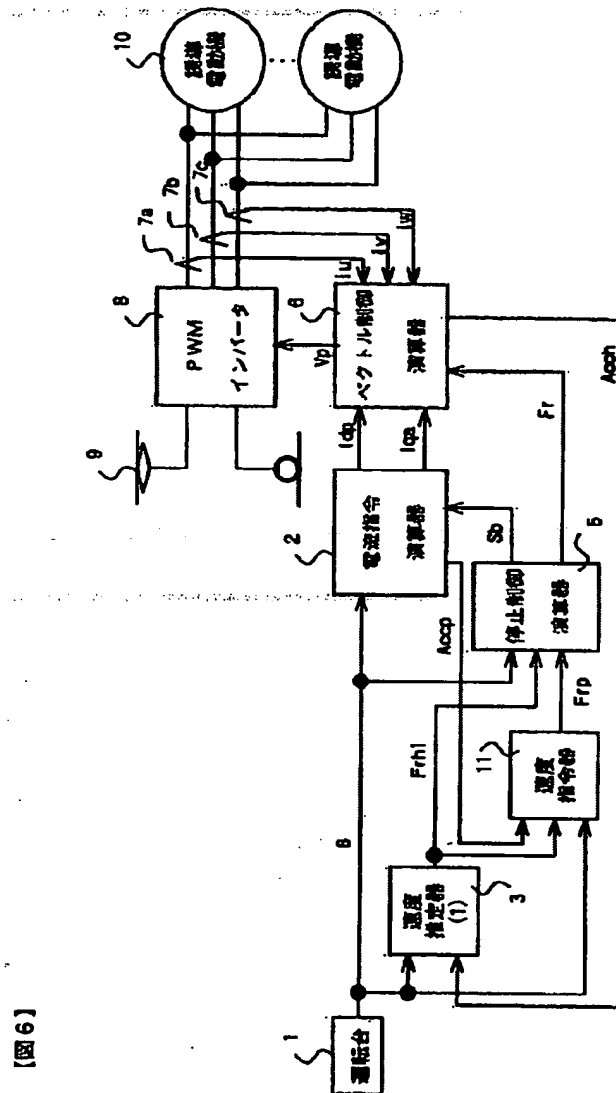 【図6】
1
運転台
B
速度
推定器
(1)
3
Frhl
11
速度
指令器
Frp
Accp
停止制御
演算器
5
Sb
Fr
2
電流指令
演算器
Idp
Iqp
6
ベクトル制御
演算器
Acch
Vp
Iu
Iv
Iw
9
8
PWM
インバータ
7a
7b
7c
10
誘導
電動機
誘導
電動機